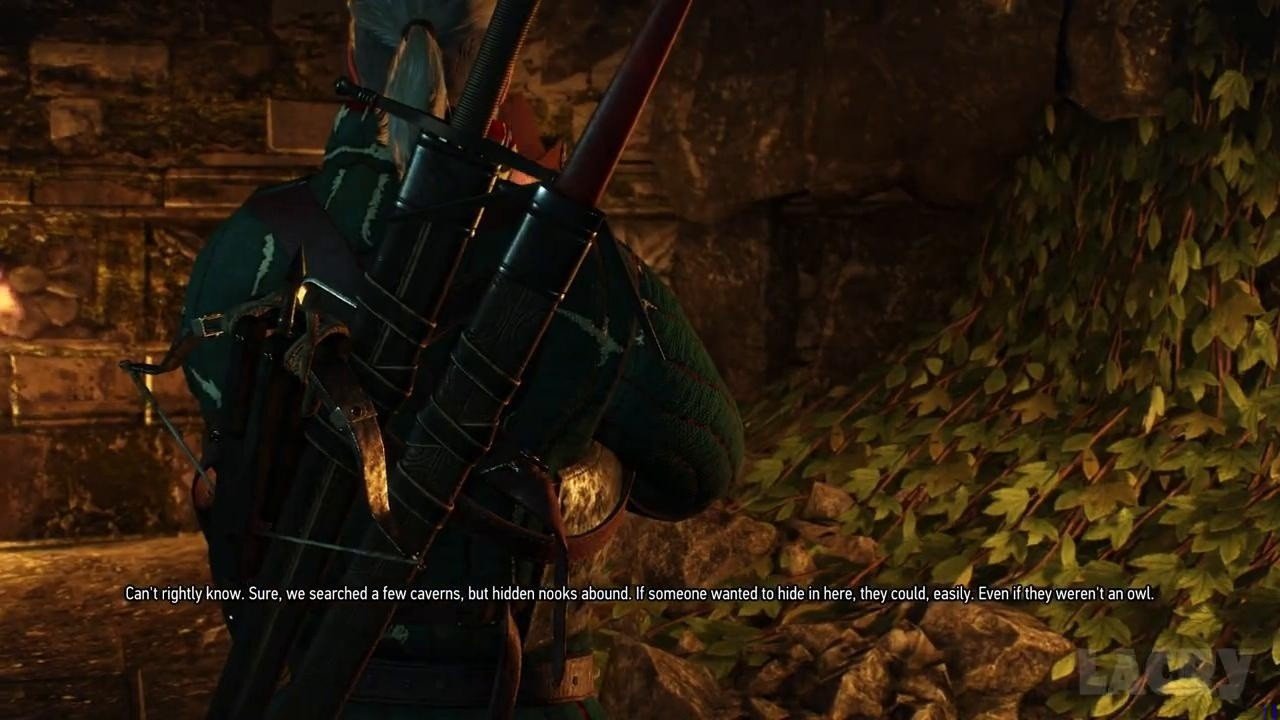 Can't rightly know. Sure, we searched a few caverns, but hidden nooks abound. If someone wanted to hide in here, they could, easily. Even if they weren't an owl.